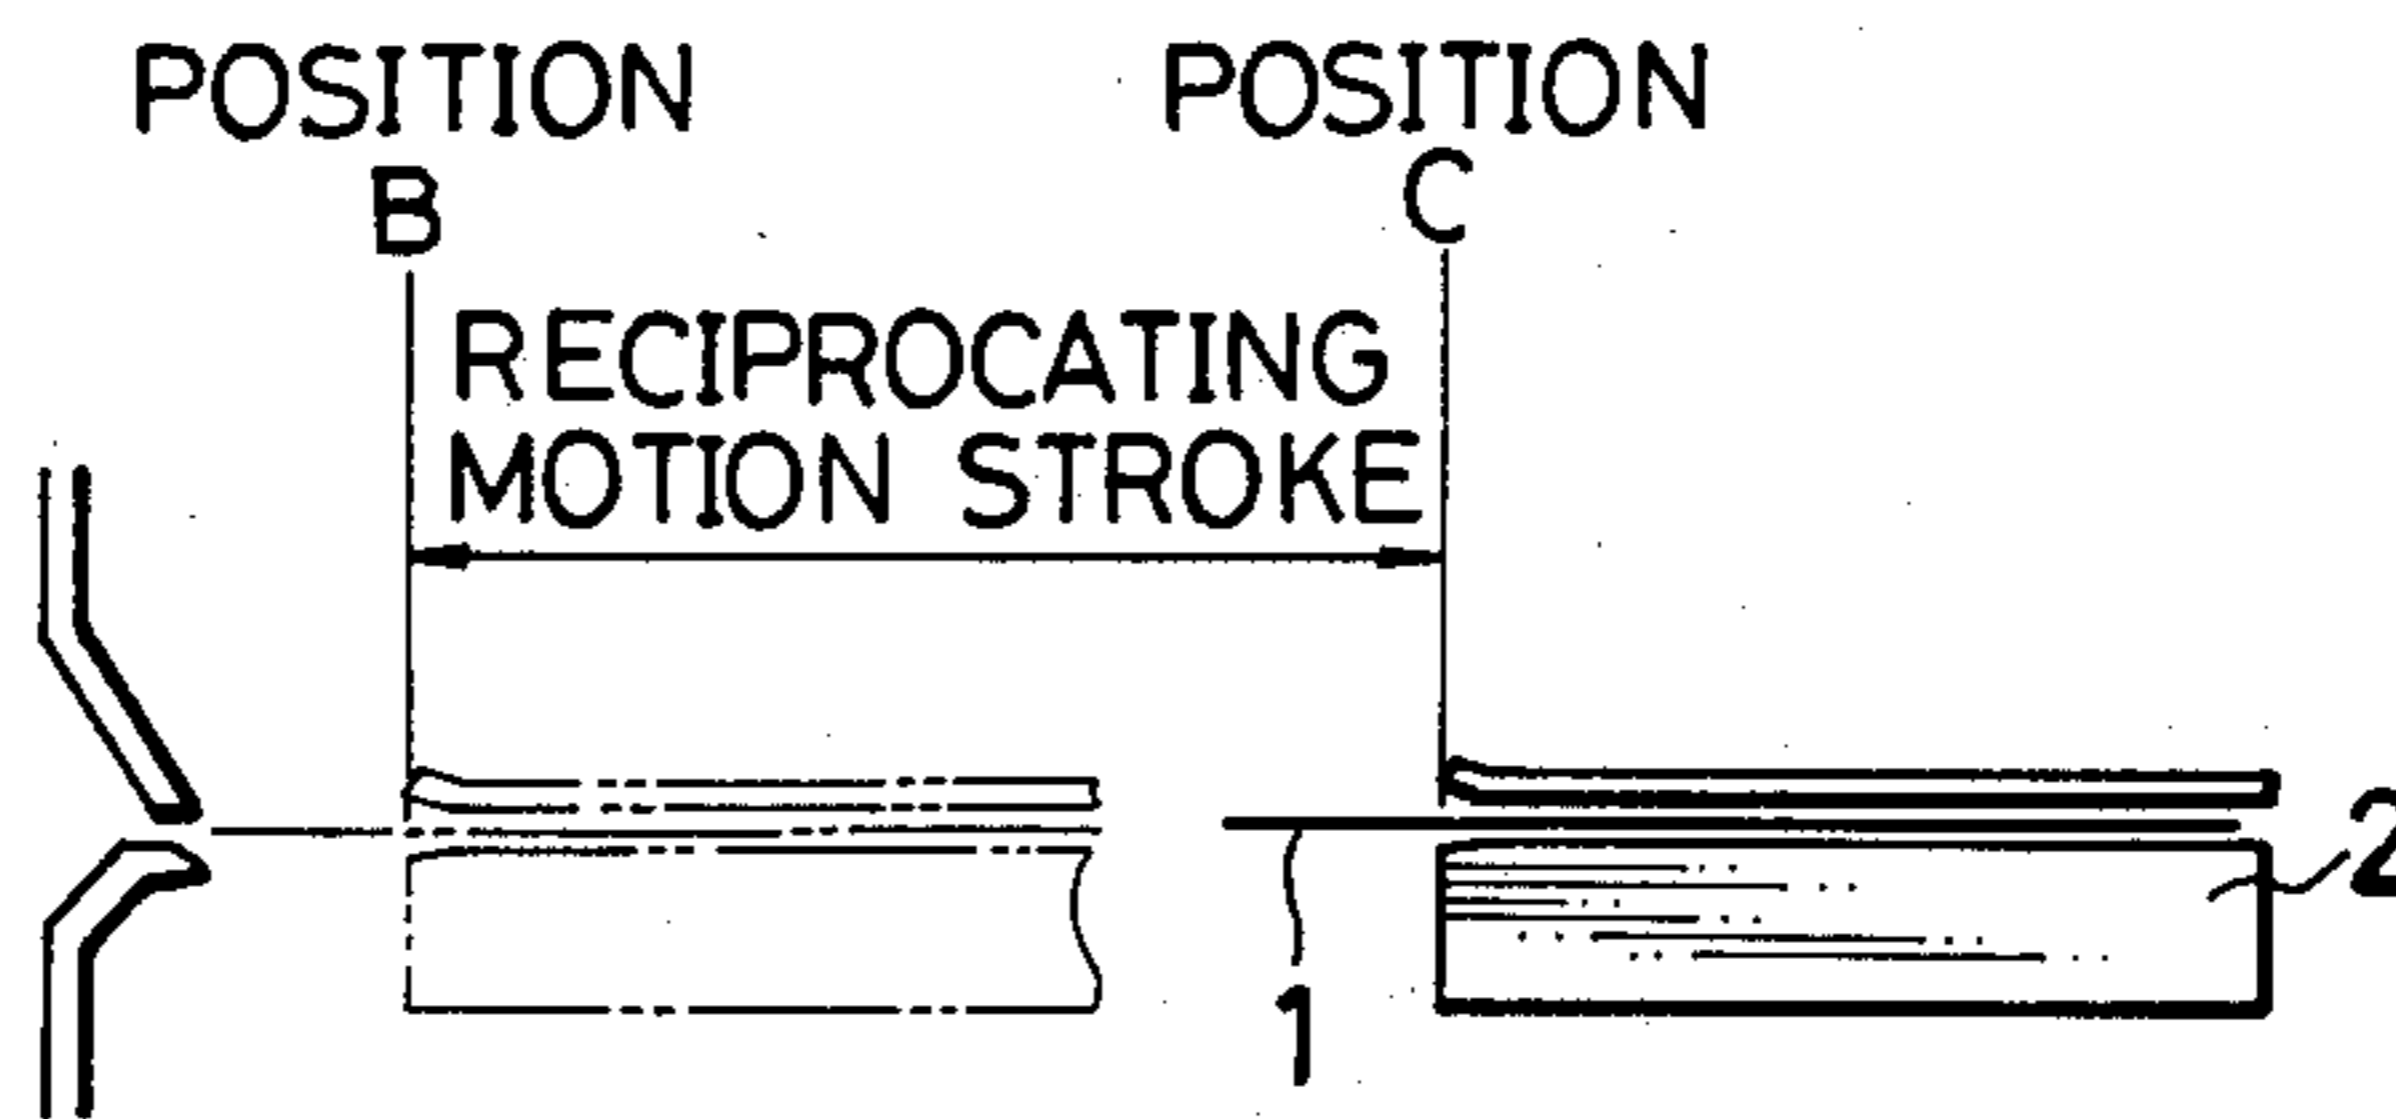 POSITION
B
POSITION
C
RECIPROCATING
MOTION STROKE
2
1